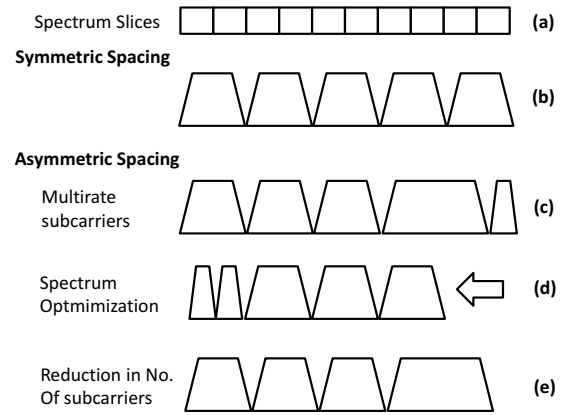 Spectrum Slices (a)
Symmetric Spacing
(b)
Asymmetric Spacing
Multirate
subcarriers
(c)
Spectrum
Optmimization
(d)
Reduction in No.
Of subcarriers
(e)